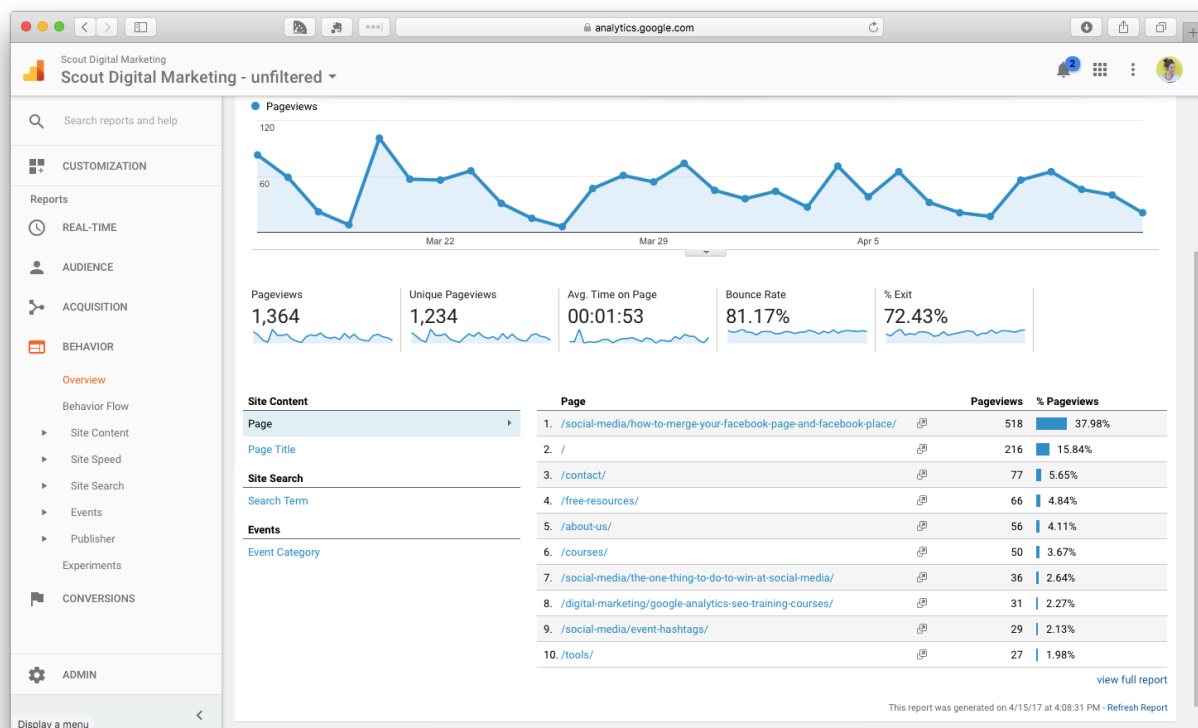 analytics.google.com
Scout Digital Marketing
Scout Digital Marketing - unfiltered
2
Search reports and help
CUSTOMIZATION
Reports
REAL-TIME
AUDIENCE
ACQUISITION
BEHAVIOR
Overview
Behavior Flow
Site Content
Site Speed
Site Search
Events
Publisher
Experiments
CONVERSIONS
ADMIN
Display a menu
Pageviews
120
60
Mar 22 Mar 29 Apr 5
Pageviews Unique Pageviews Avg. Time on Page Bounce Rate % Exit
1,364 1,234 00:01:53 81.17% 72.43%
Site Content
Page
Page Title
Site Search
Search Term
Events
Event Category
Page Pageviews % Pageviews
1. /social-media/how-to-merge-your-facebook-page-and-facebook-place/ 518 37.98%
2. / 216 15.84%
3. /contact/ 77 5.65%
4. /free-resources/ 66 4.84%
5. /about-us/ 56 4.11%
6. /courses/ 50 3.67%
7. /social-media/the-one-thing-to-do-to-win-at-social-media/ 36 2.64%
8. /digital-marketing/google-analytics-seo-training-courses/ 31 2.27%
9. /social-media/event-hashtags/ 29 2.13%
10. /tools/ 27 1.98%
view full report
This report was generated on 4/15/17 at 4:08:31 PM - Refresh Report